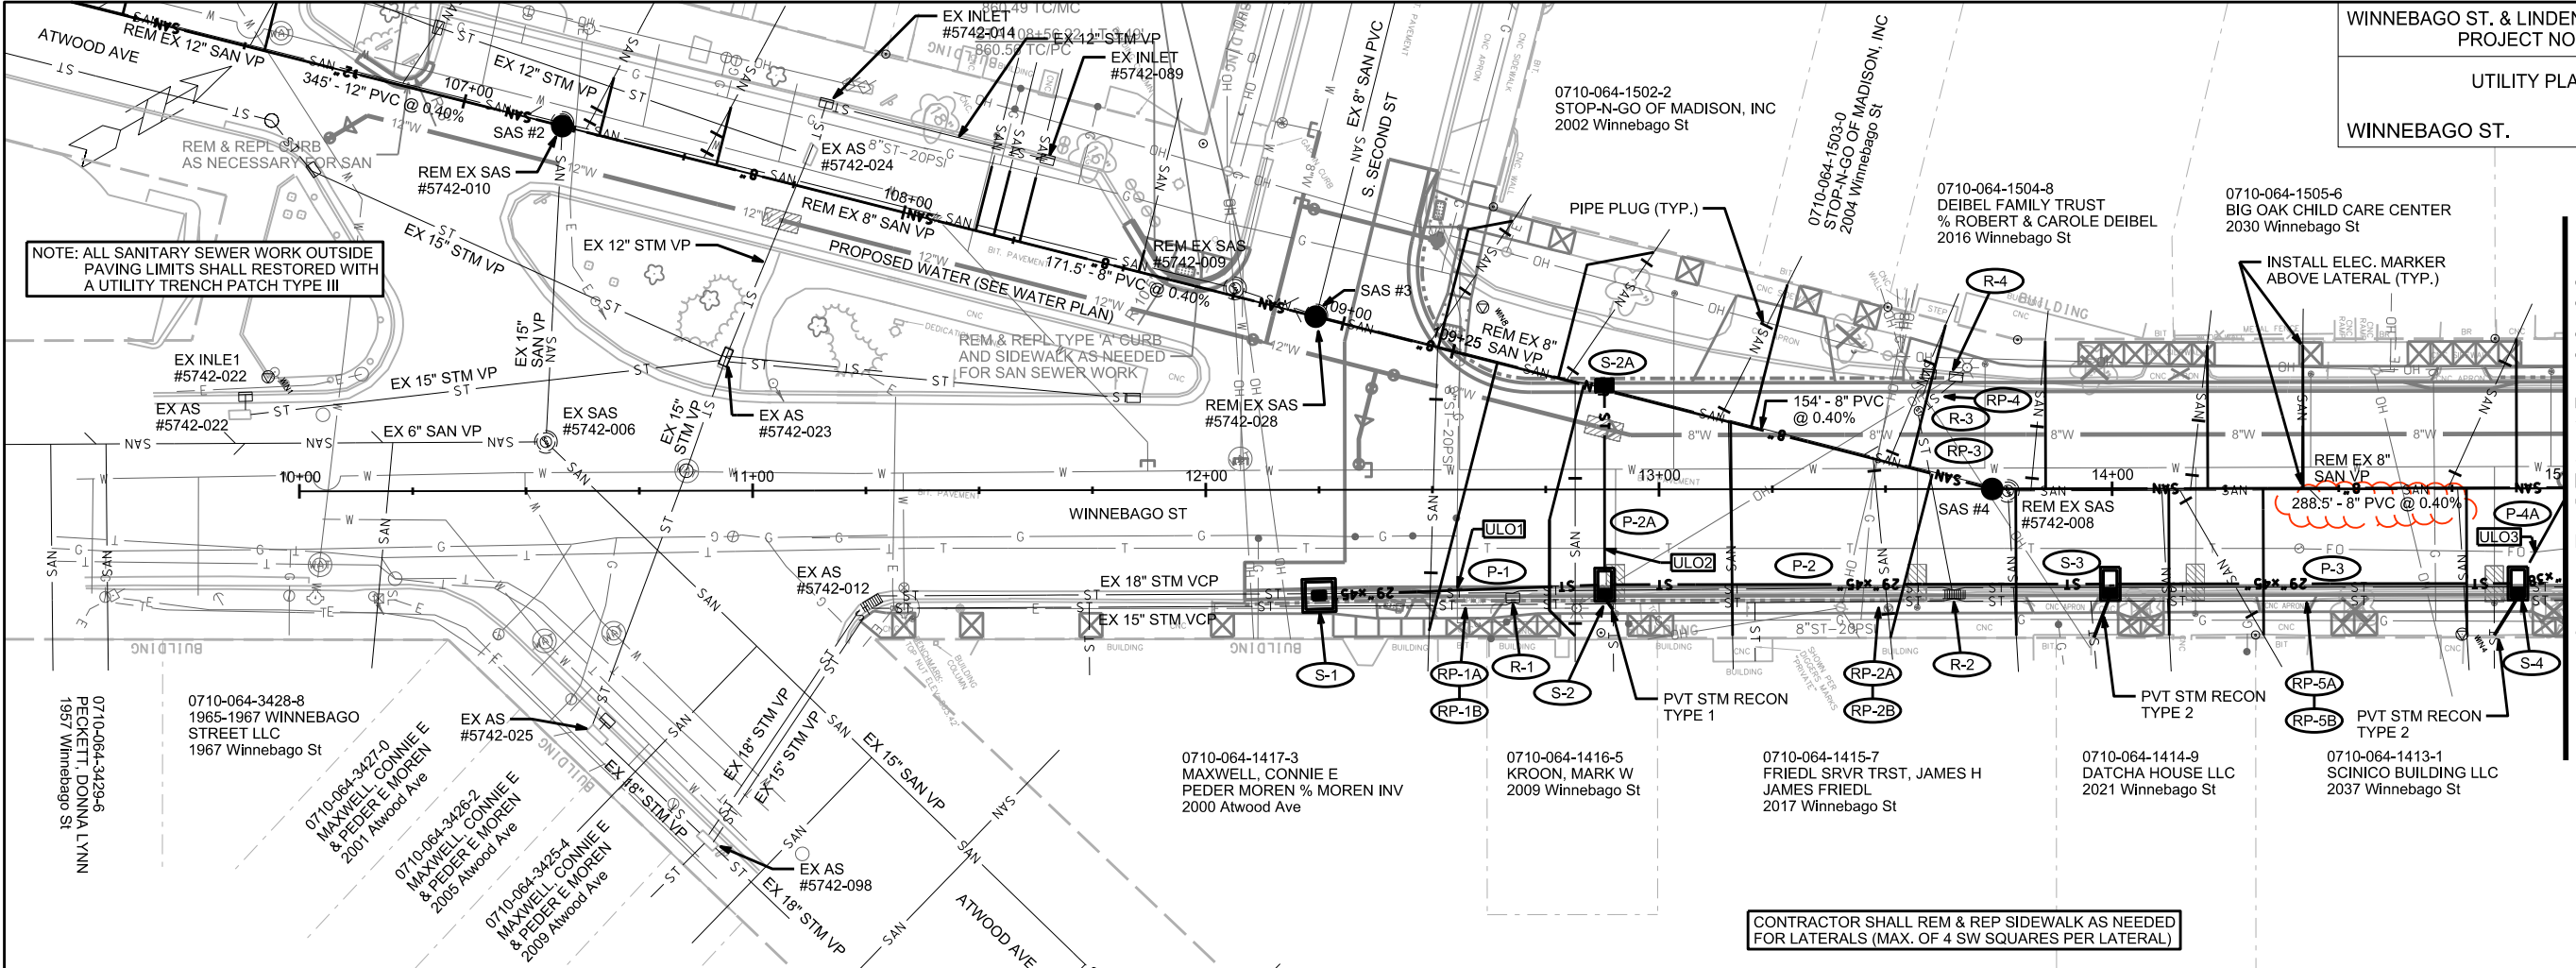 WINNEBAGO ST. & LINDEN
PROJECT NO
UTILITY PLA
WINNEBAGO ST.
ATWOOD AVE
REM EX 12" SAN VP
345' - 12" PVC @ 0.40%
107+00
EX 12" STM VP
SAS #2
REM EX SAS
#5742-010
REM & REPL CURB
AS NECESSARY FOR SAN
NOTE: ALL SANITARY SEWER WORK OUTSIDE
PAVING LIMITS SHALL RESTORED WITH
A UTILITY TRENCH PATCH TYPE III
EX INLET
#5742-014
860.49 TC/MC
860.56 TC/PC
EX 12" STM VP
EX INLET
#5742-089
EX AS
#5742-024
8"ST-20PSI
108+00
REM EX 8" SAN VP
PROPOSED WATER (SEE WATER PLAN)
171.5' - 8" PVC @ 0.40%
REM EX SAS
#5742-009
EX 15" STM VP
EX 12" STM VP
EX 15"
SAN VP
EX 8" SAN PVC
S. SECOND ST
SAS #3
109+00
109+25
REM EX 8"
SAN VP
REM EX SAS
#5742-028
REM & REPL TYPE 'A' CURB
AND SIDEWALK AS NEEDED
FOR SAN SEWER WORK
0710-064-1502-2
STOP-N-GO OF MADISON, INC
2002 Winnebago St
0710-064-1503-0
STOP-N-GO OF MADISON, INC
2004 Winnebago St
PIPE PLUG (TYP.)
0710-064-1504-8
DEIBEL FAMILY TRUST
% ROBERT & CAROLE DEIBEL
2016 Winnebago St
0710-064-1505-6
BIG OAK CHILD CARE CENTER
2030 Winnebago St
INSTALL ELEC. MARKER
ABOVE LATERAL (TYP.)
R-4
RP-4
R-3
RP-3
S-2A
154' - 8" PVC
@ 0.40%
EX INLE1
#5742-022
EX AS
#5742-022
EX 15" STM VP
EX 6" SAN VP
EX SAS
#5742-006
EX 15"
STM VP
EX AS
#5742-023
10+00
11+00
12+00
13+00
14+00
15
WINNEBAGO ST
SAS #4
REM EX SAS
#5742-008
REM EX 8"
SAN VP
288.5' - 8" PVC @ 0.40%
P-4A
P-2A
ULO1
ULO2
ULO3
P-1
P-2
S-3
P-3
29"x45"
29"x45"
29"x45"
EX AS
#5742-012
EX 18" STM VCP
EX 15" STM VCP
S-1
RP-1A
RP-1B
R-1
S-2
PVT STM RECON
TYPE 1
RP-2A
RP-2B
R-2
PVT STM RECON
TYPE 2
RP-5A
RP-5B
PVT STM RECON
TYPE 2
S-4
0710-064-3429-6
PECKETT, DONNA LYNN
1957 Winnebago St
0710-064-3428-8
1965-1967 WINNEBAGO
STREET LLC
1967 Winnebago St
0710-064-3427-0
MAXWELL, CONNIE E
& PEDER E MOREN
2001 Atwood Ave
0710-064-3426-2
MAXWELL, CONNIE E
& PEDER E MOREN
2005 Atwood Ave
0710-064-3425-4
MAXWELL, CONNIE E
& PEDER E MOREN
2009 Atwood Ave
EX AS
#5742-025
EX 18" STM VP
EX 18" STM VP
EX 15" STM VP
EX 15" SAN VP
EX AS
#5742-098
EX 18" STM VP
ATWOOD AVE
0710-064-1417-3
MAXWELL, CONNIE E
PEDER MOREN % MOREN INV
2000 Atwood Ave
0710-064-1416-5
KROON, MARK W
2009 Winnebago St
0710-064-1415-7
FRIEDL SRVR TRST, JAMES H
JAMES FRIEDL
2017 Winnebago St
0710-064-1414-9
DATCHA HOUSE LLC
2021 Winnebago St
0710-064-1413-1
SCINICO BUILDING LLC
2037 Winnebago St
CONTRACTOR SHALL REM & REP SIDEWALK AS NEEDED
FOR LATERALS (MAX. OF 4 SW SQUARES PER LATERAL)